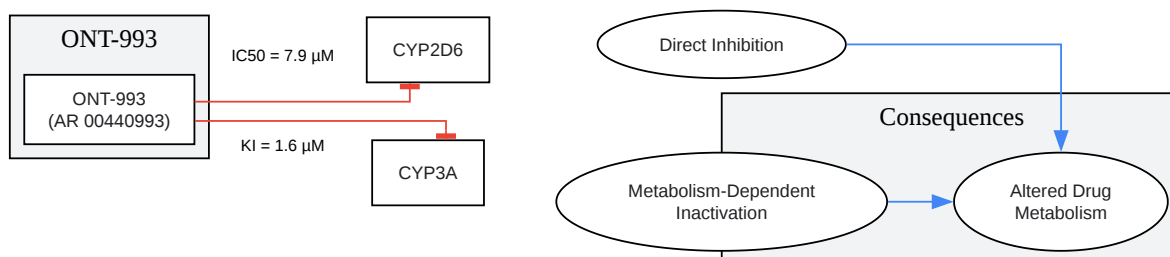 ONT-993
ONT-993
(AR 00440993)
IC50 = 7.9 µM
KI = 1.6 µM
CYP2D6
CYP3A
Direct Inhibition
Consequences
Metabolism-Dependent
Inactivation
Altered Drug
Metabolism